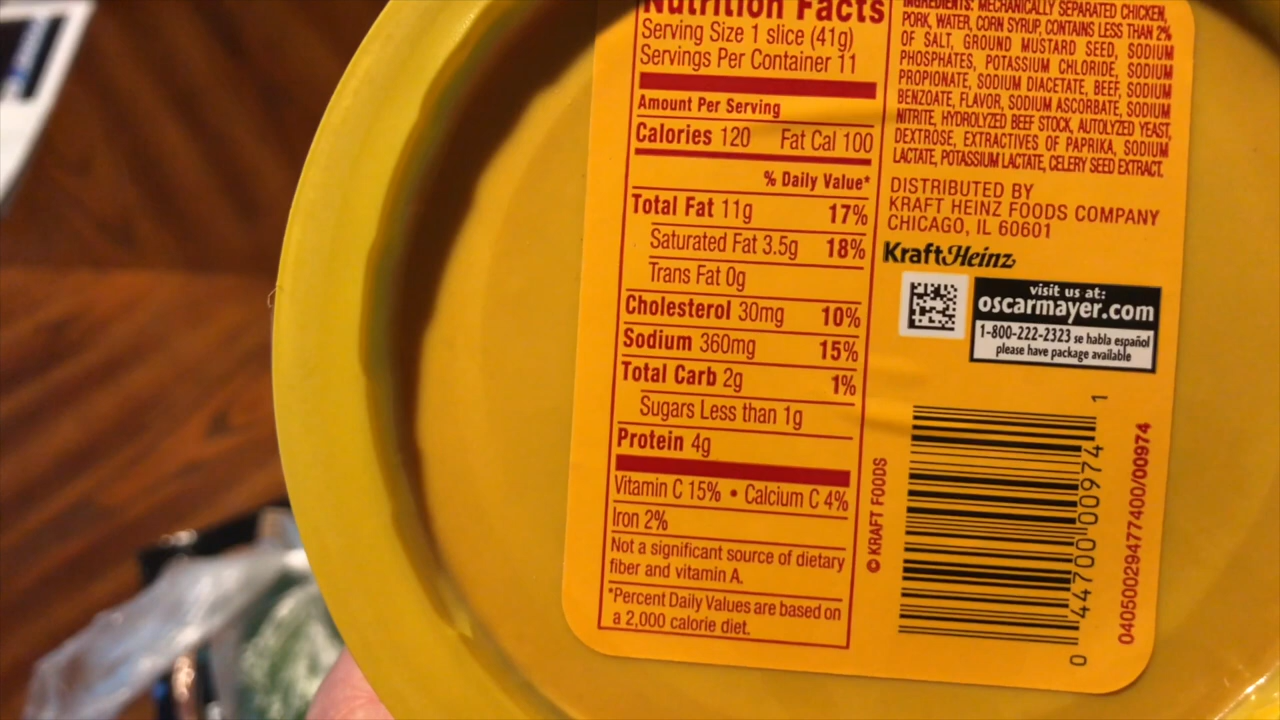 Nutrition Facts
Serving Size 1 slice (41g)
Servings Per Container 11
Amount Per Serving
Calories 120 Fat Cal 100
% Daily Value*
Total Fat 11g 17%
Saturated Fat 3.5g 18%
Trans Fat 0g
Cholesterol 30mg 10%
Sodium 360mg 15%
Total Carb 2g 1%
Sugars Less than 1g
Protein 4g
Vitamin C 15% • Calcium C 4%
Iron 2%
Not a significant source of dietary
fiber and vitamin A.
*Percent Daily Values are based on
a 2,000 calorie diet.
INGREDIENTS: MECHANICALLY SEPARATED CHICKEN,
PORK, WATER, CORN SYRUP, CONTAINS LESS THAN 2%
OF SALT, GROUND MUSTARD SEED, SODIUM
PHOSPHATES, POTASSIUM CHLORIDE, SODIUM
PROPIONATE, SODIUM DIACETATE, BEEF, SODIUM
BENZOATE, FLAVOR, SODIUM ASCORBATE, SODIUM
NITRITE, HYDROLYZED BEEF STOCK, AUTOLYZED YEAST,
DEXTROSE, EXTRACTIVES OF PAPRIKA, SODIUM
LACTATE, POTASSIUM LACTATE, CELERY SEED EXTRACT.
DISTRIBUTED BY
KRAFT HEINZ FOODS COMPANY
CHICAGO, IL 60601
KraftHeinz
visit us at:
oscarmayer.com
1-800-222-2323 se habla español
please have package available
© KRAFT FOODS
0 44700 00974 1
04050029477400/00974